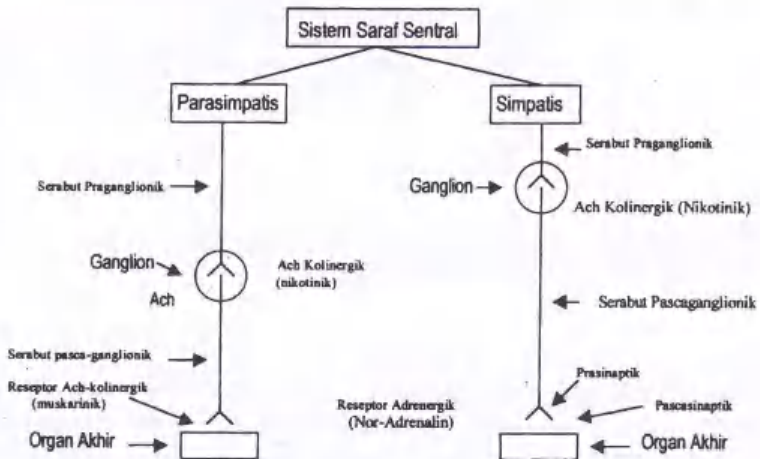 Sistem Saraf Sentral
Parasimpatis
Simpatis
Serabut Praganglionik
Serabut Praganglionik
Ganglion
Ach Kolinergik (Nikotinik)
Ganglion
Ach Kolinergik
(nikotinik)
Ach
Serabut Pascaganglionik
Serabut pasca-ganglionik
Reseptor Ach-kolinergik
(muskarinik)
Reseptor Adrenergik
(Nor-Adrenalin)
Prasinaptik
Pascasinaptik
Organ Akhir
Organ Akhir